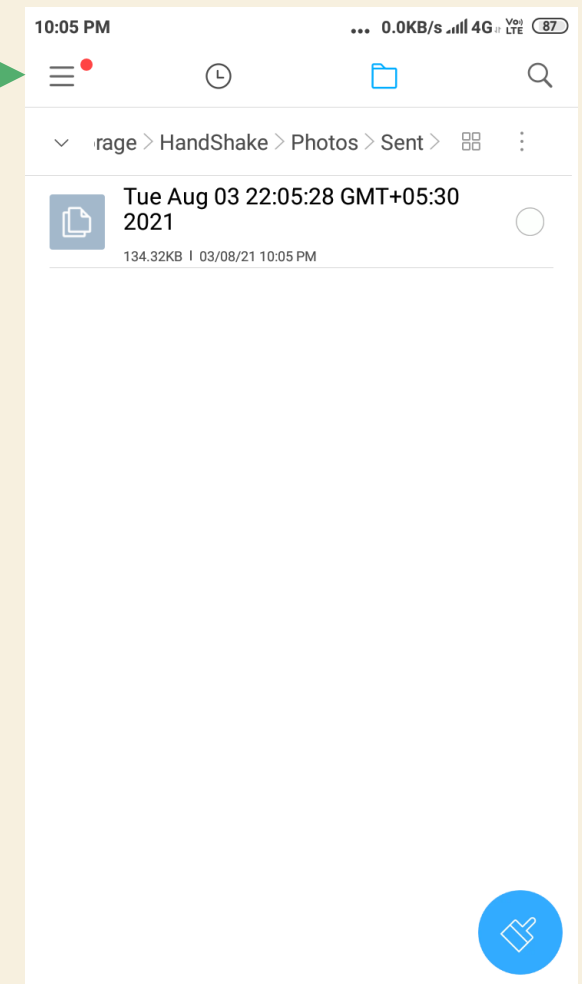 10:05 PM ... 0.0KB/s 4G Vo) LTE 87
rage > HandShake > Photos > Sent >
Tue Aug 03 22:05:28 GMT+05:30
2021
134.32KB | 03/08/21 10:05 PM